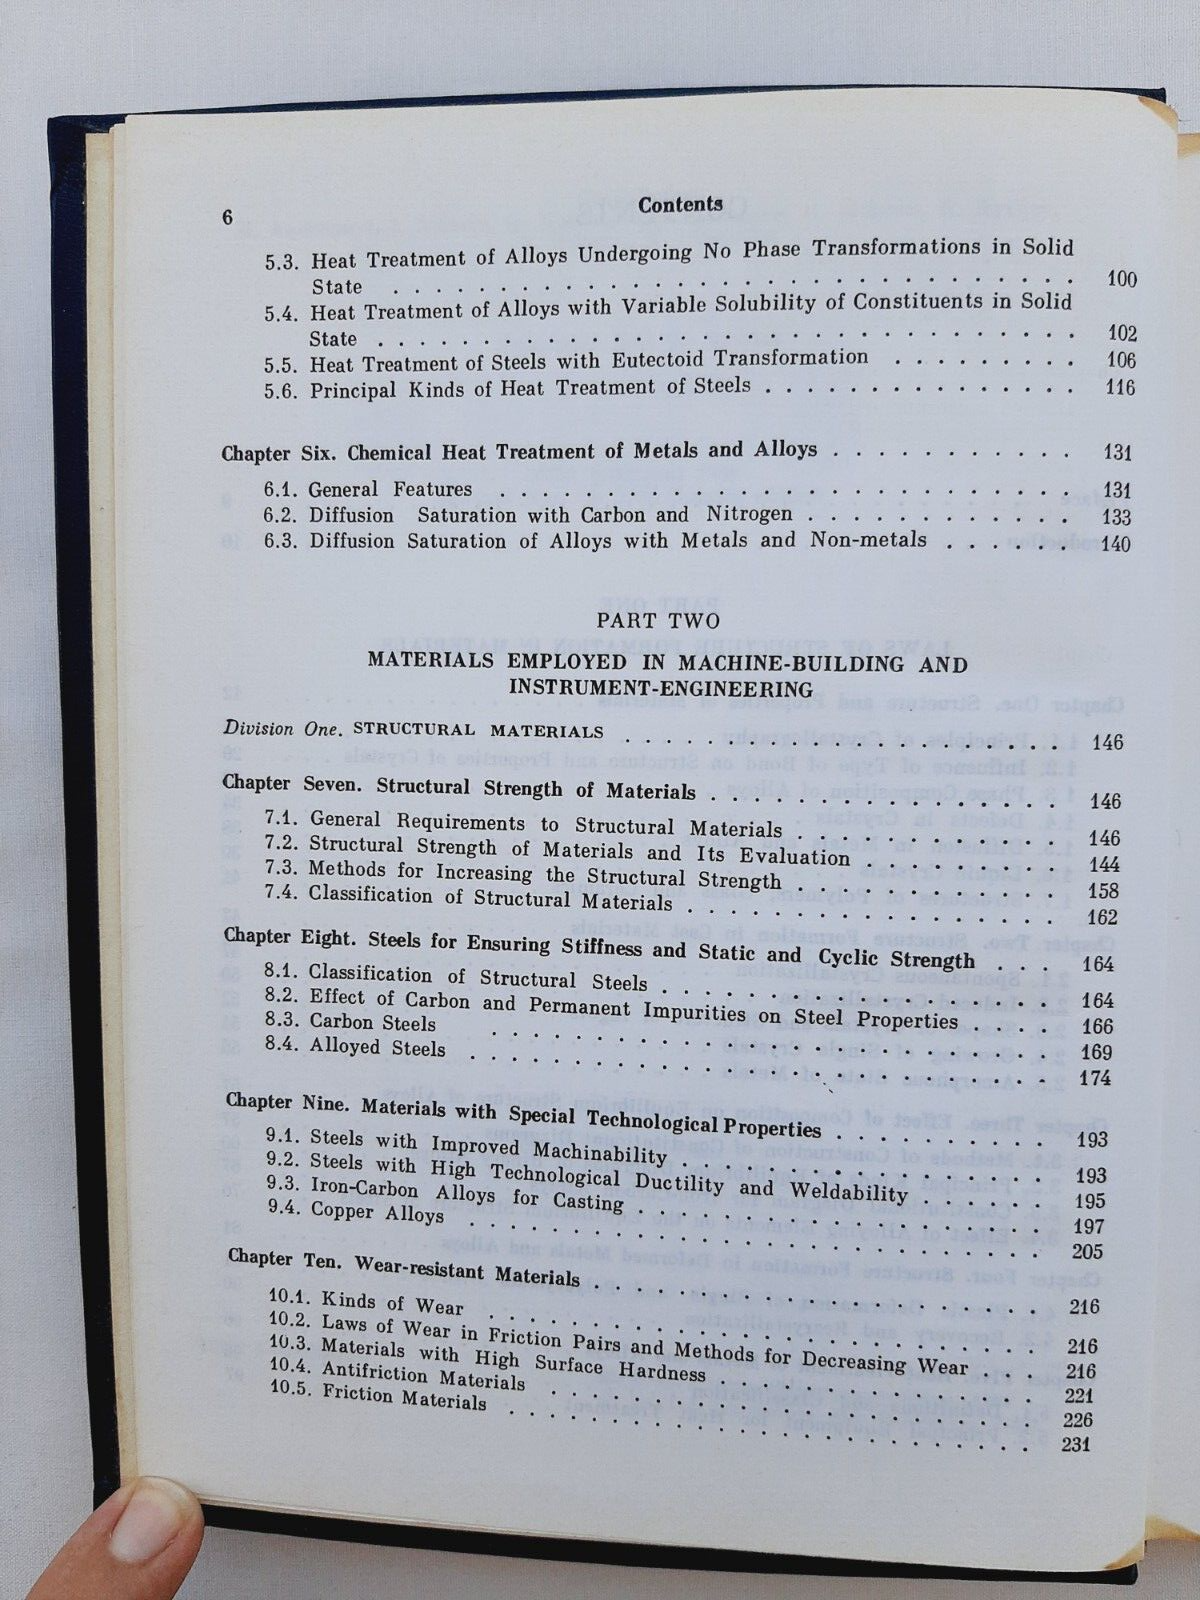 6
Contents
5.3. Heat Treatment of Alloys Undergoing No Phase Transformations in Solid
State . . . . . . . . . . . . . . . . . . . . . . . . . 100
5.4. Heat Treatment of Alloys with Variable Solubility of Constituents in Solid
State . . . . . . . . . . . . . . . . . . . . . . . . . 102
5.5. Heat Treatment of Steels with Eutectoid Transformation . . . . . . . . . 106
5.6. Principal Kinds of Heat Treatment of Steels . . . . . . . . . . . . . . 116
Chapter Six. Chemical Heat Treatment of Metals and Alloys . . . . . . . . . . . 131
6.1. General Features . . . . . . . . . . . . . . . . . . . . . 131
6.2. Diffusion Saturation with Carbon and Nitrogen . . . . . . . . . . . . 133
6.3. Diffusion Saturation of Alloys with Metals and Non-metals . . . . . . 140
PART TWO
MATERIALS EMPLOYED IN MACHINE-BUILDING AND
INSTRUMENT-ENGINEERING
Division One. STRUCTURAL MATERIALS . . . . . . . . . . . . . . . . . 146
Chapter Seven. Structural Strength of Materials . . . . . . . . . . . . . . 146
7.1. General Requirements to Structural Materials . . . . . . . . . . . 146
7.2. Structural Strength of Materials and Its Evaluation . . . . . . . . 144
7.3. Methods for Increasing the Structural Strength . . . . . . . . . . 158
7.4. Classification of Structural Materials . . . . . . . . . . . . . . 162
Chapter Eight. Steels for Ensuring Stiffness and Static and Cyclic Strength . . . 164
8.1. Classification of Structural Steels . . . . . . . . . . . . . . . 164
8.2. Effect of Carbon and Permanent Impurities on Steel Properties . . . . 166
8.3. Carbon Steels . . . . . . . . . . . . . . . . . . . . . 169
8.4. Alloyed Steels . . . . . . . . . . . . . . . . . . . . . . 174
Chapter Nine. Materials with Special Technological Properties . . . . . . . . . . 193
9.1. Steels with Improved Machinability . . . . . . . . . . . . . . 193
9.2. Steels with High Technological Ductility and Weldability . . . . . 195
9.3. Iron-Carbon Alloys for Casting . . . . . . . . . . . . . . . . 197
9.4. Copper Alloys . . . . . . . . . . . . . . . . . . . . . . 205
Chapter Ten. Wear-resistant Materials . . . . . . . . . . . . . . . . . 216
10.1. Kinds of Wear . . . . . . . . . . . . . . . . . . . . . 216
10.2. Laws of Wear in Friction Pairs and Methods for Decreasing Wear . . 216
10.3. Materials with High Surface Hardness . . . . . . . . . . . . 221
10.4. Antifriction Materials . . . . . . . . . . . . . . . . . . 226
10.5. Friction Materials . . . . . . . . . . . . . . . . . . . . 231